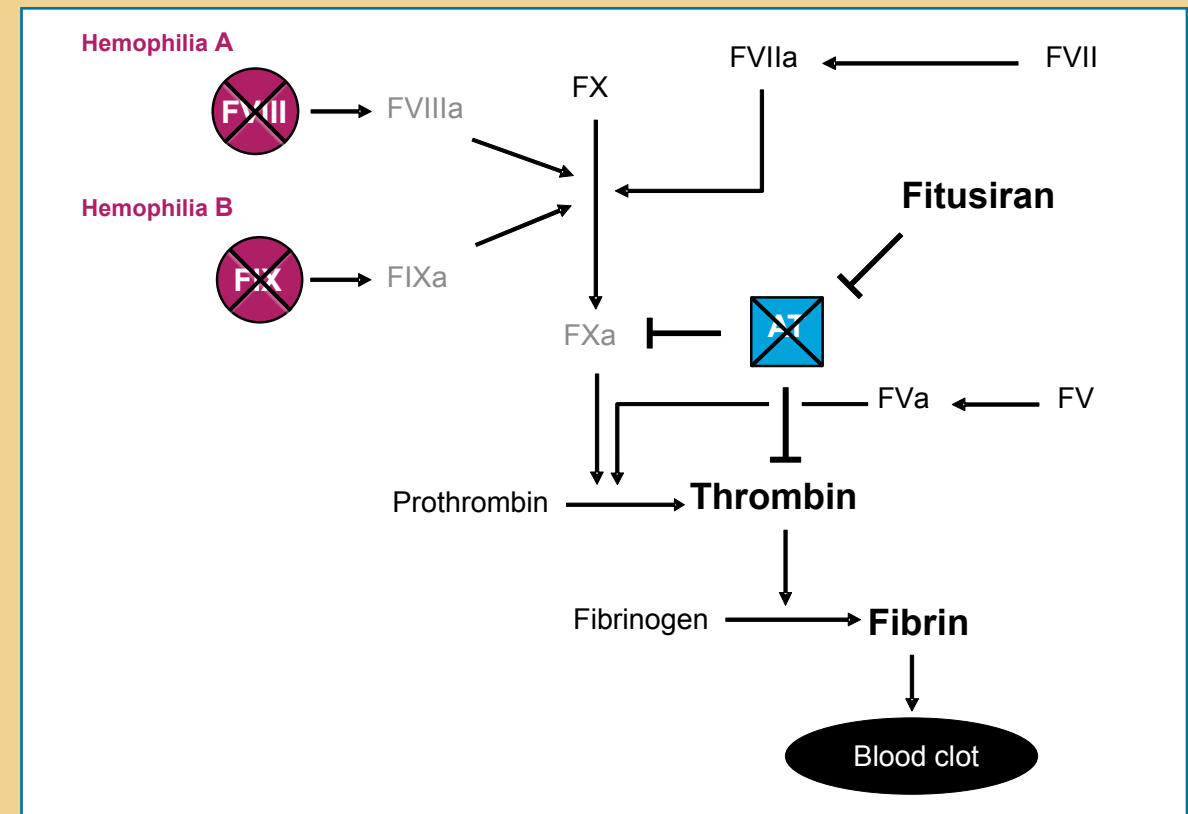 Hemophilia A
FVIIa
FVII
FX
FVIII
FVIIIa
Hemophilia B
Fitusiran
FIX
FIXa
FXa
AT
FVa
FV
Prothrombin
Thrombin
Fibrinogen
Fibrin
Blood clot